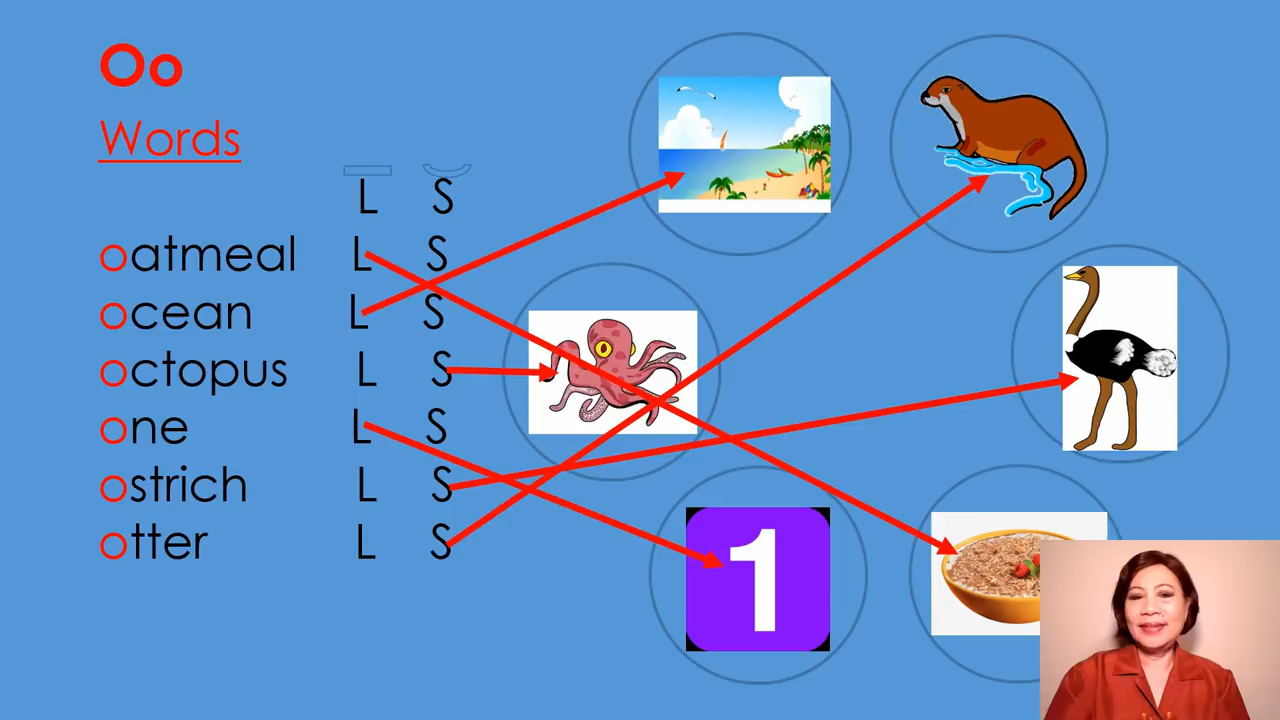 Oo
Words
L S
oatmeal L S
ocean L S
octopus L S
one L S
ostrich L S
otter L S
1